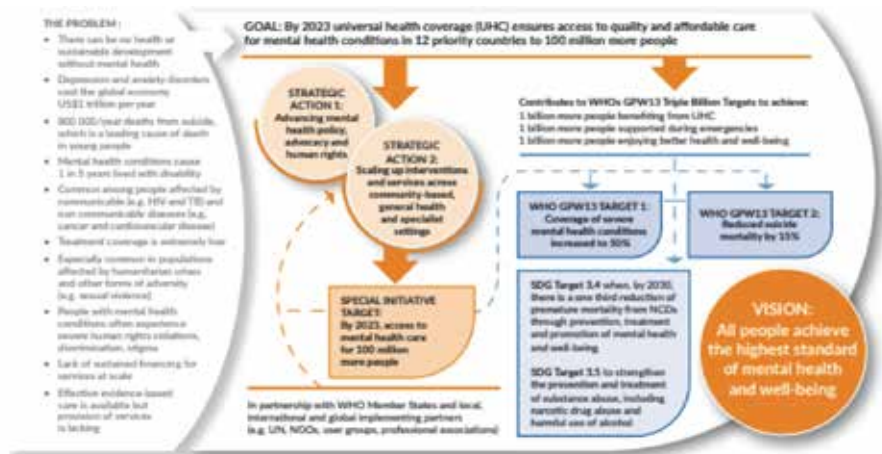 THE PROBLEM :
• There can be no health or
sustainable development
without mental health
• Depression and anxiety disorders
cost the global economy
US$1 trillion per year
• 800 000/year deaths from suicide,
which is a leading cause of death
in young people
• Mental health conditions cause
1 in 5 years lived with disability
• Common among people affected by
communicable (e.g. HIV and TB) and
non communicable diseases (e.g.,
cancer and cardiovascular disease)
• Treatment coverage is extremely low
• Especially common in populations
affected by humanitarian crises
and other forms of adversity
(e.g. sexual violence)
• People with mental health
conditions often experience
severe human rights violations,
discrimination, stigma
• Lack of sustained financing for
services at scale
• Effective evidence-based
care is available but
provision of services
is lacking
GOAL: By 2023 universal health coverage (UHC) ensures access to quality and affordable care
for mental health conditions in 12 priority countries to 100 million more people
STRATEGIC
ACTION 1:
Advancing mental
health policy,
advocacy and
human rights.
STRATEGIC
ACTION 2:
Scaling up interventions
and services across
community-based,
general health
and specialist
settings
SPECIAL INITIATIVE
TARGET:
By 2023, access to
mental health care
for 100 million
more people
In partnership with WHO Member States and local,
international and global implementing partners
(e.g. UN, NGOs, user groups, professional associations)
Contributes to WHOs GPW13 Triple Billion Targets to achieve:
1 billion more people benefiting from UHC
1 billion more people supported during emergencies
1 billion more people enjoying better health and well-being
WHO GPW13 TARGET 1:
Coverage of severe
mental health conditions
increased to 50%
WHO GPW13 TARGET 2:
Reduced suicide
mortality by 15%
SDG Target 3.4 when, by 2030,
there is a one third reduction of
premature mortality from NCDs
through prevention, treatment
and promotion of mental health
and well-being
SDG Target 3.5 to strengthen
the prevention and treatment
of substance abuse, including
narcotic drug abuse and
harmful use of alcohol
VISION:
All people achieve
the highest standard
of mental health
and well-being